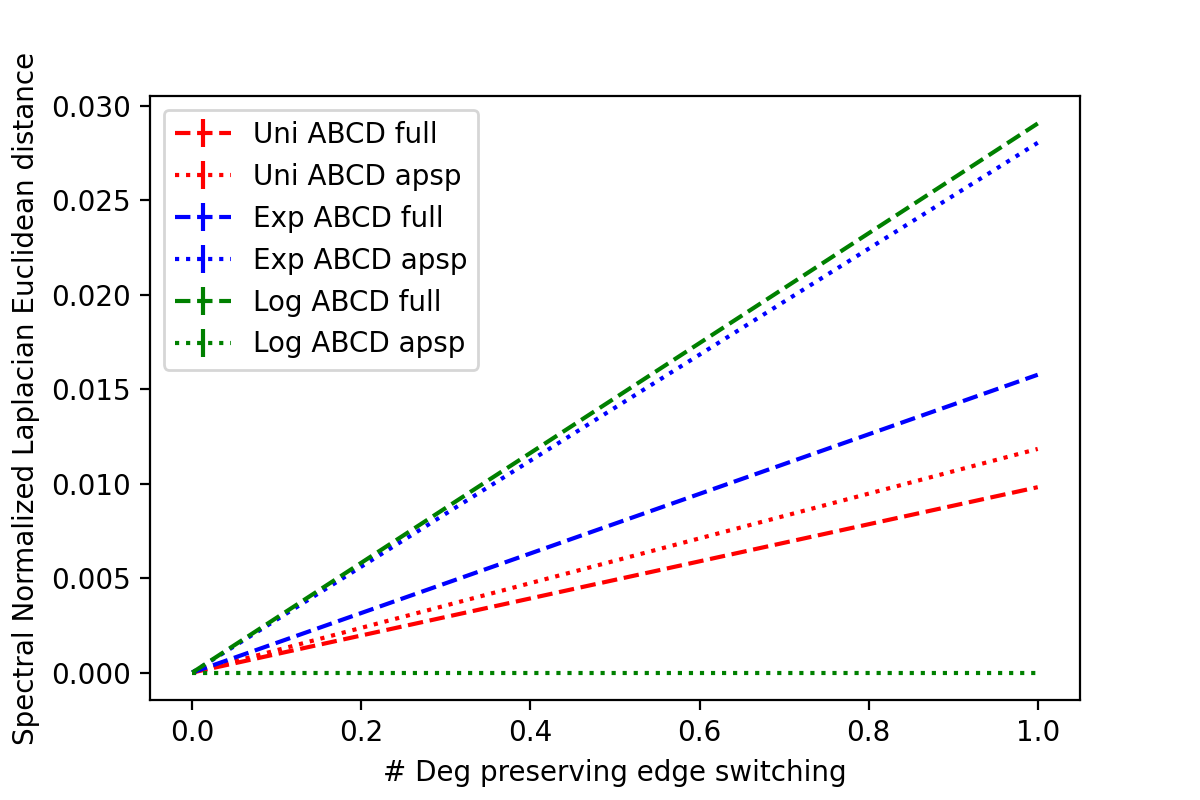 Spectral Normalized Laplacian Euclidean distance
0.030
0.025
0.020
0.015
0.010
0.005
0.000
Uni ABCD full
Uni ABCD apsp
Exp ABCD full
Exp ABCD apsp
Log ABCD full
Log ABCD apsp
0.0 0.2 0.4 0.6 0.8 1.0
# Deg preserving edge switching